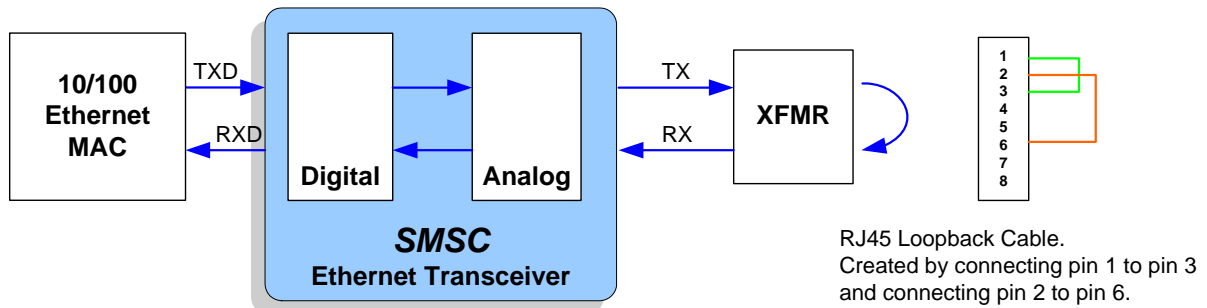 10/100
Ethernet
MAC
TXD
RXD
Digital
Analog
SMSC
Ethernet Transceiver
TX
RX
XFMR
1
2
3
4
5
6
7
8
RJ45 Loopback Cable.
Created by connecting pin 1 to pin 3
and connecting pin 2 to pin 6.